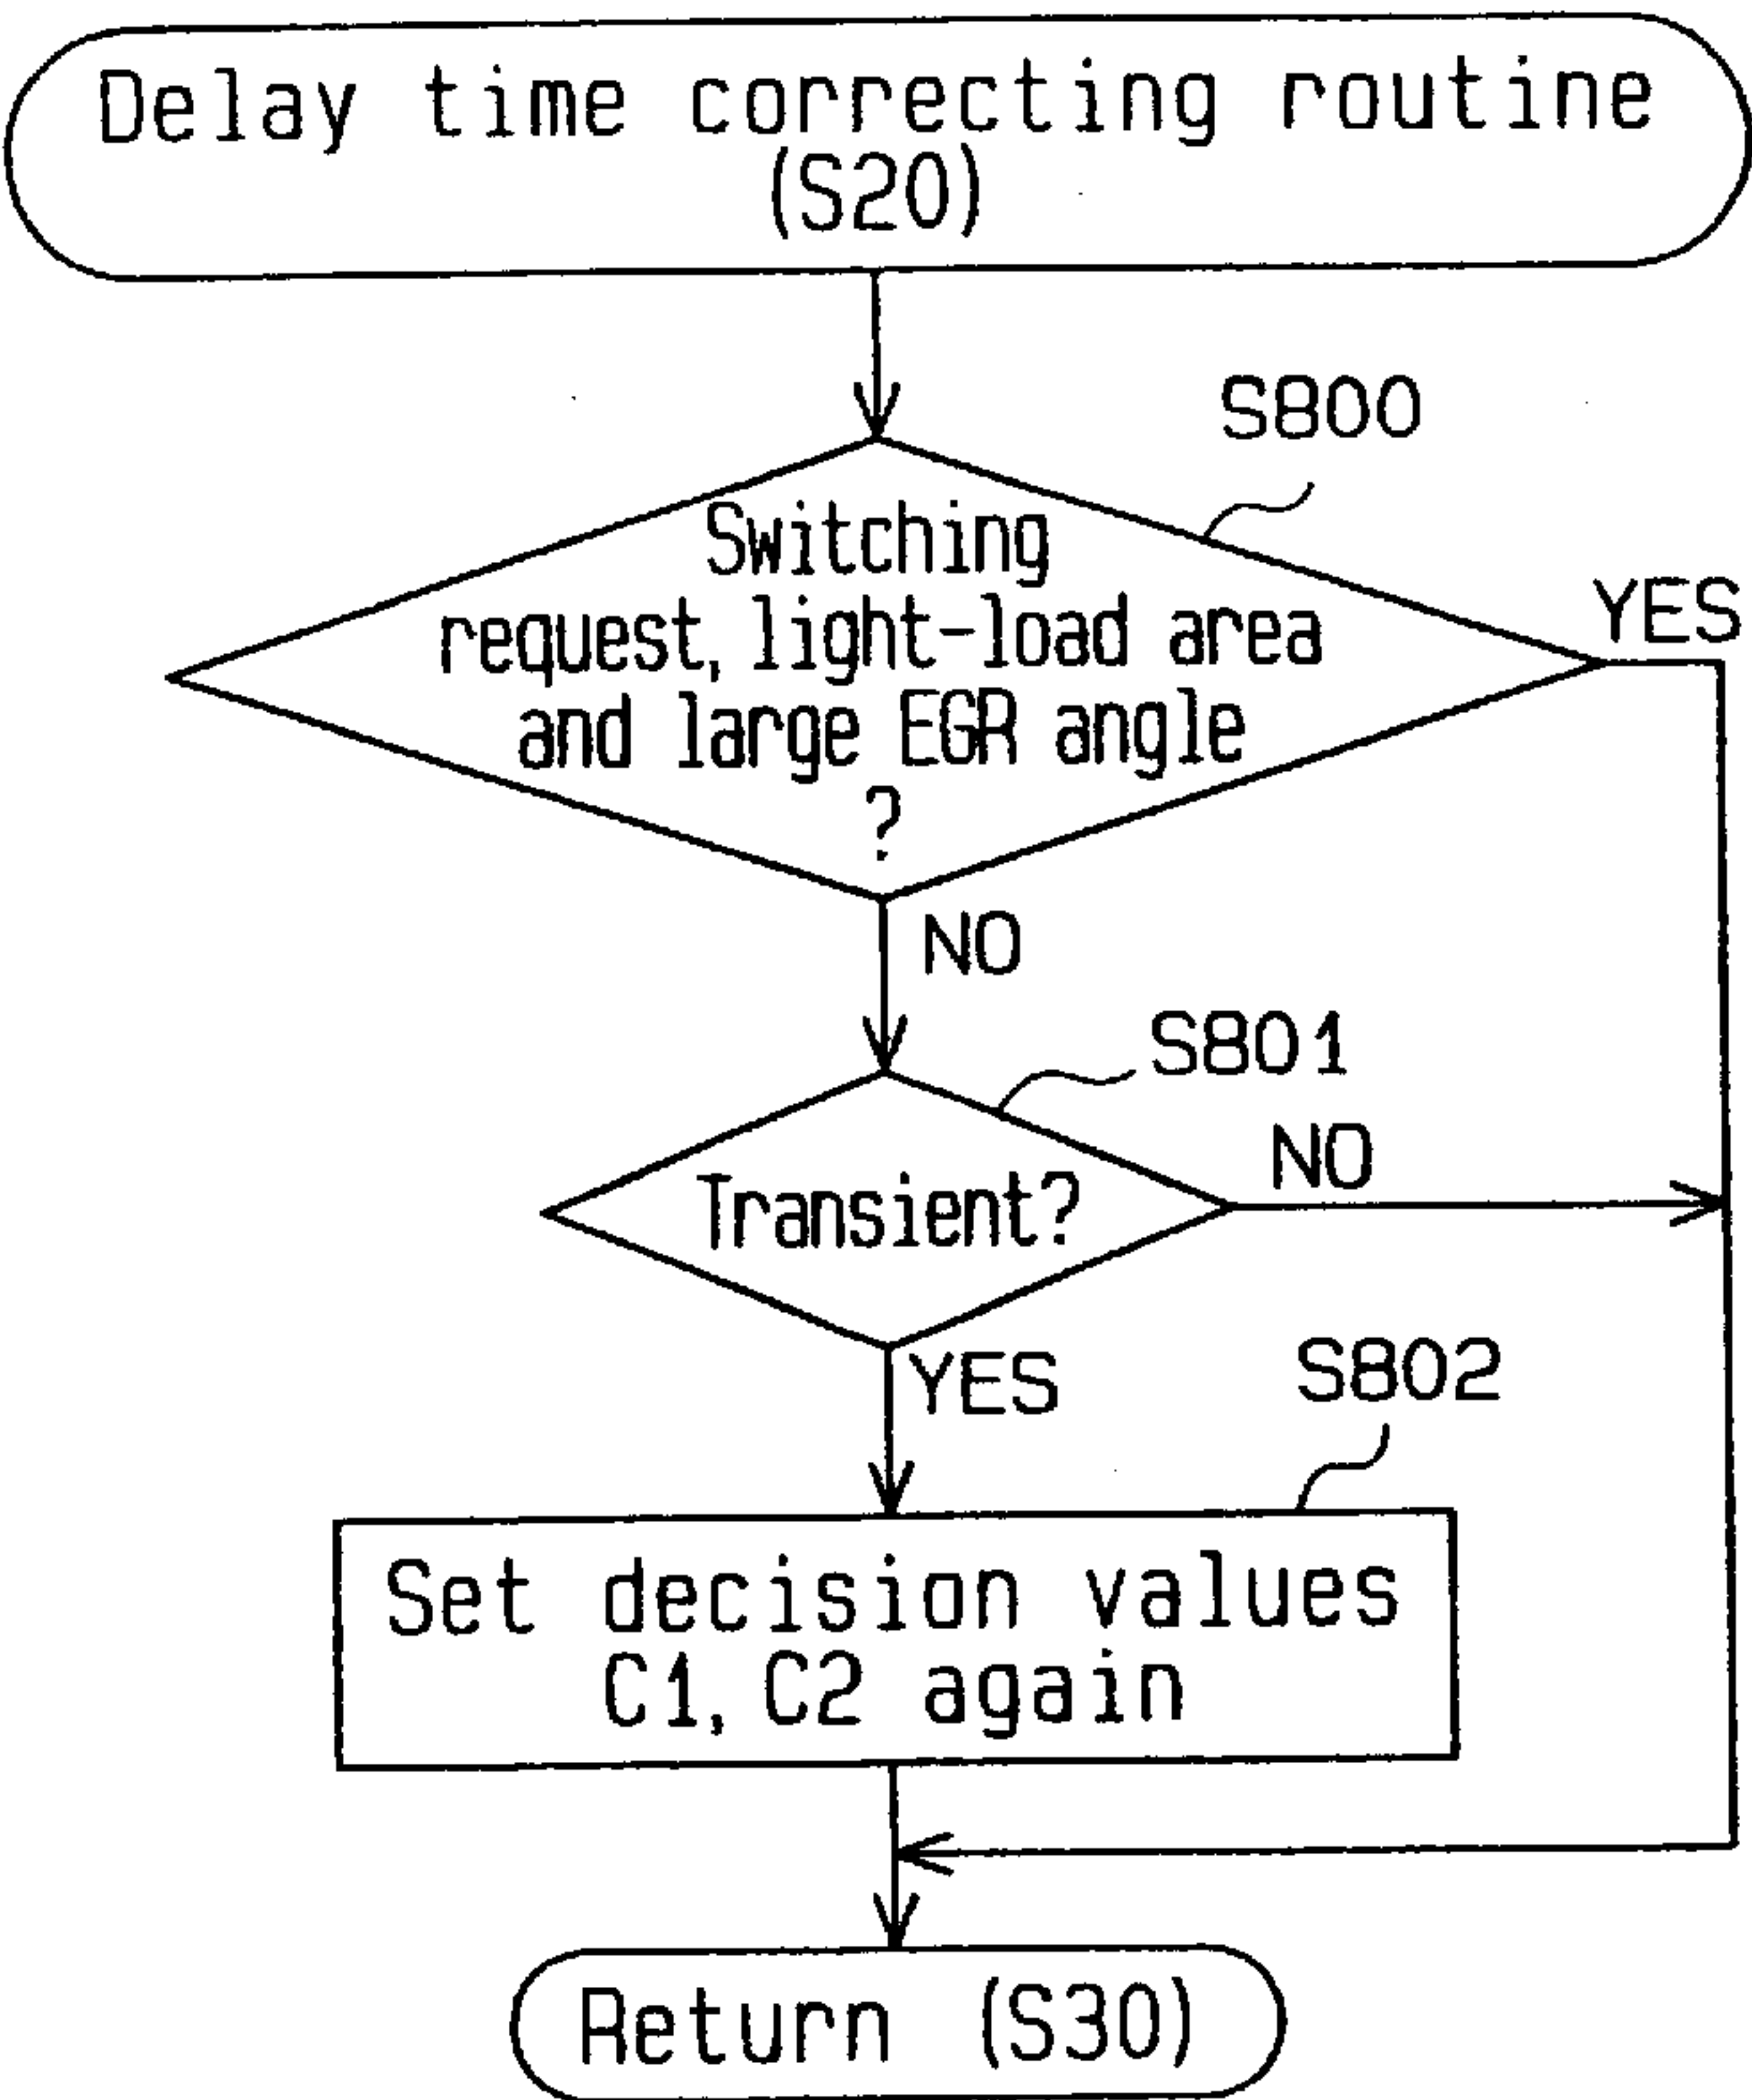 Delay time correcting routine
(S20)
S800
Switching
request, light-load area
and large EGR angle
?
YES
NO
S801
Transient?
NO
YES
S802
Set decision values
C1, C2 again
Return (S30)